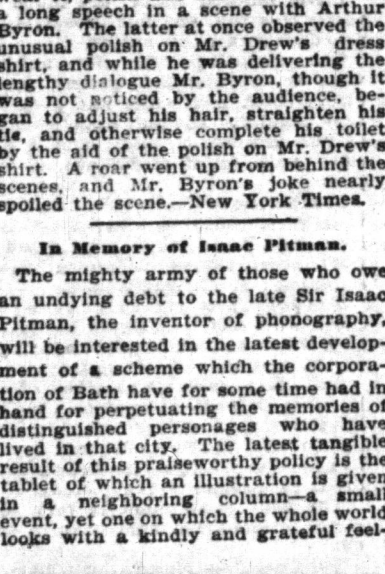 a long speech in a scene with Arthur
Byron. The latter at once observed the
unusual polish on Mr. Drew's dress
shirt, and while he was delivering the
lengthy dialogue Mr. Byron, though it
was not noticed by the audience, be-
gan to adjust his hair, straighten his
tie, and otherwise complete his toilet
by the aid of the polish on Mr. Drew's
shirt. A roar went up from behind the
scenes, and Mr. Byron's joke nearly
spoiled the scene.—New York Times.
In Memory of Isaac Pitman.
The mighty army of those who owe
an undying debt to the late Sir Isaac
Pitman, the inventor of phonography,
will be interested in the latest develop-
ment of a scheme which the corpora-
tion of Bath have for some time had in
hand for perpetuating the memories of
distinguished personages who have
lived in that city. The latest tangible
result of this praiseworthy policy is the
tablet of which an illustration is given
in a neighboring column—a small
event, yet one on which the whole world
looks with a kindly and grateful feel-